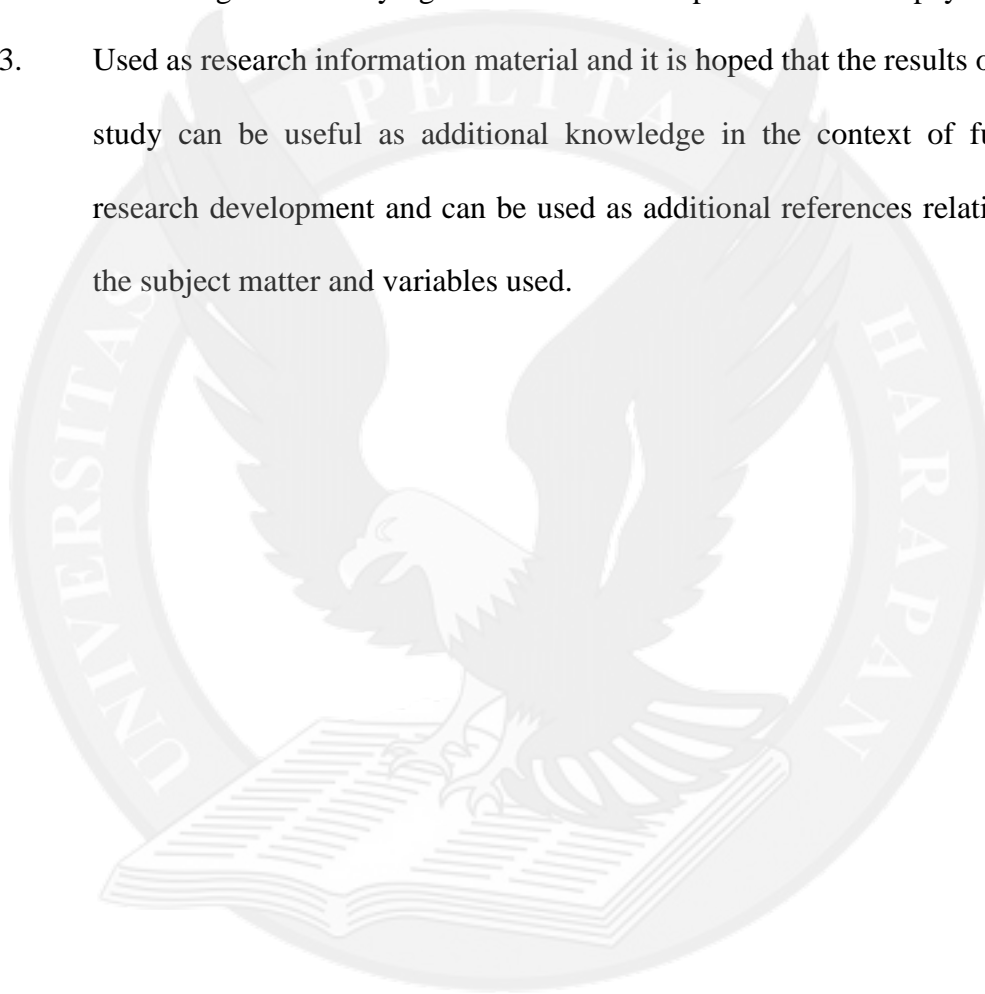 3. Used as research information material and it is hoped that the results
study can be useful as additional knowledge in the context of
research development and can be used as additional references
the subject matter and variables used.
UNIVERSITAS PELITA HARAPAN